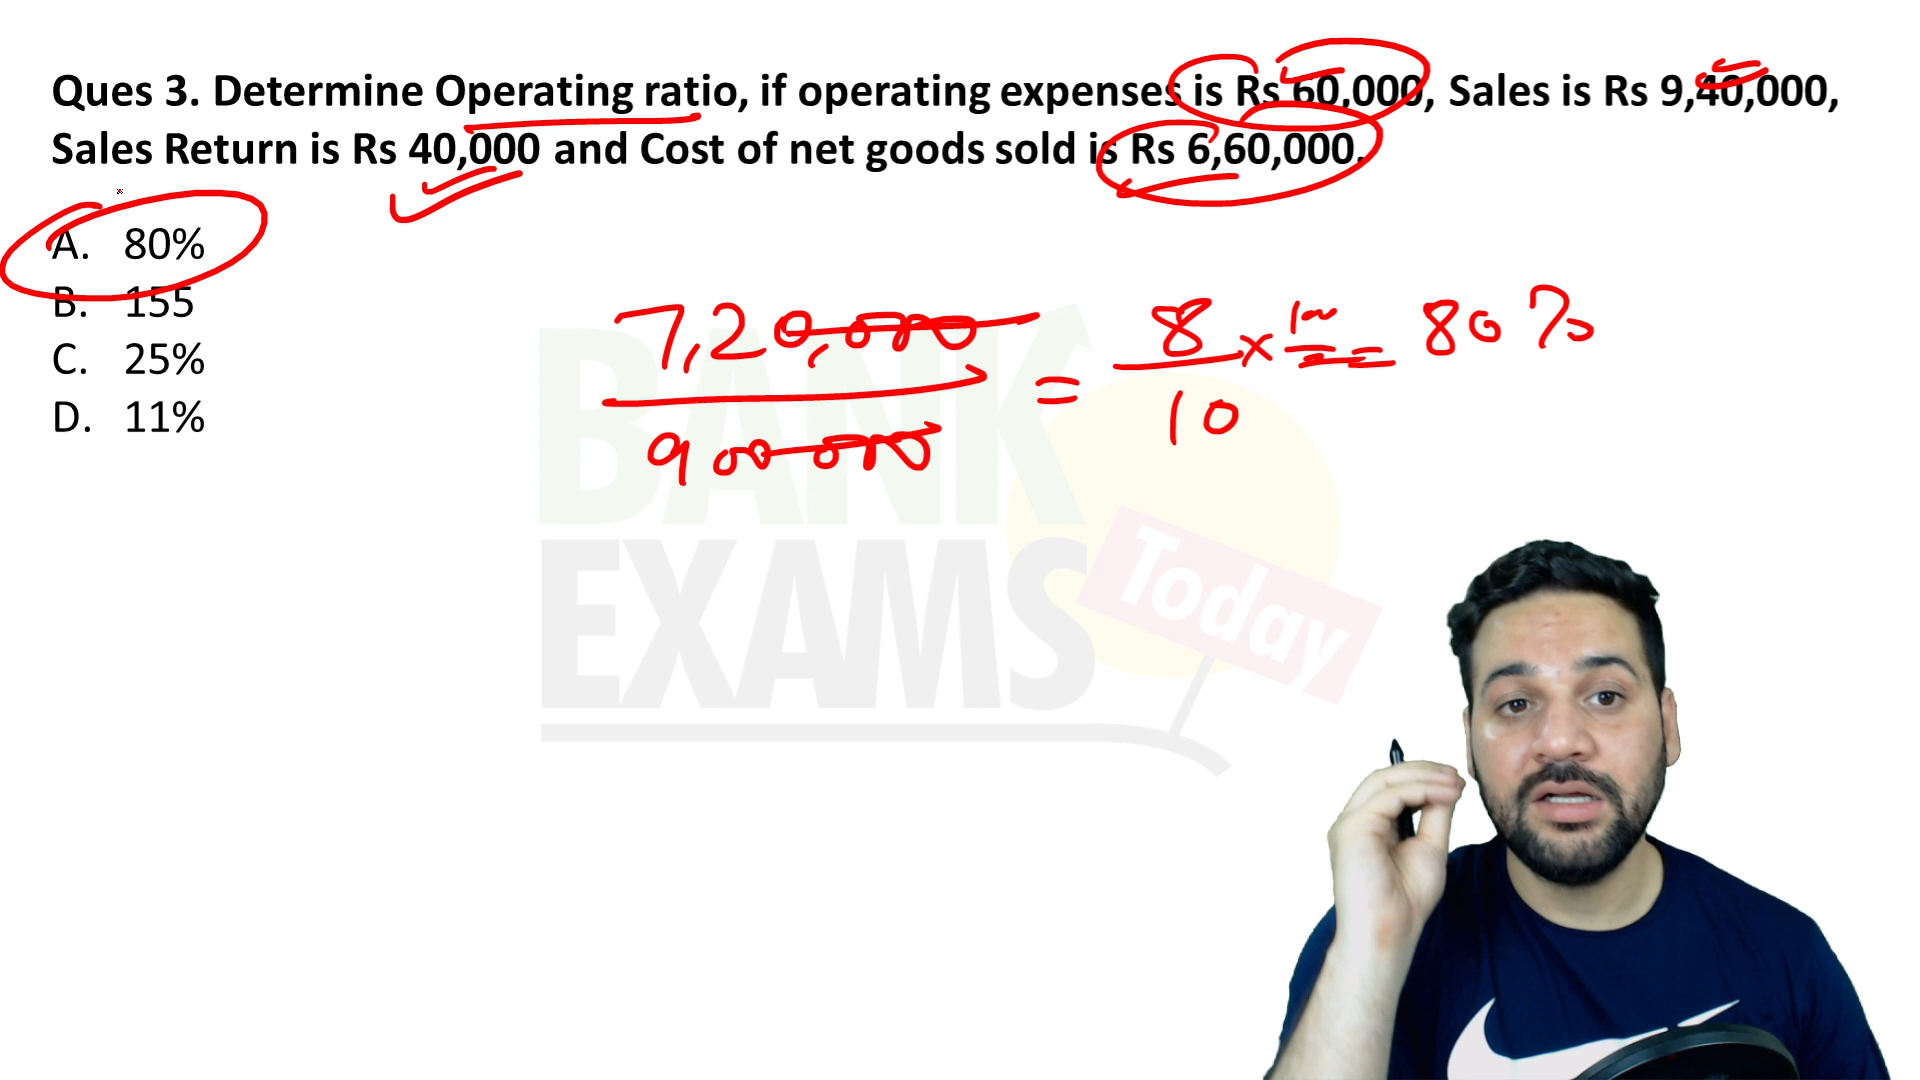 Ques 3. Determine Operating ratio, if operating expenses is Rs 60,000, Sales is Rs 9,40,000,
Sales Return is Rs 40,000 and Cost of net goods sold is Rs 6,60,000.
A. 80%
B. 155
C. 25%
D. 11%
7,20,000
900000
= 8/10 × 100 = 80%
BANK
EXAMS
Today